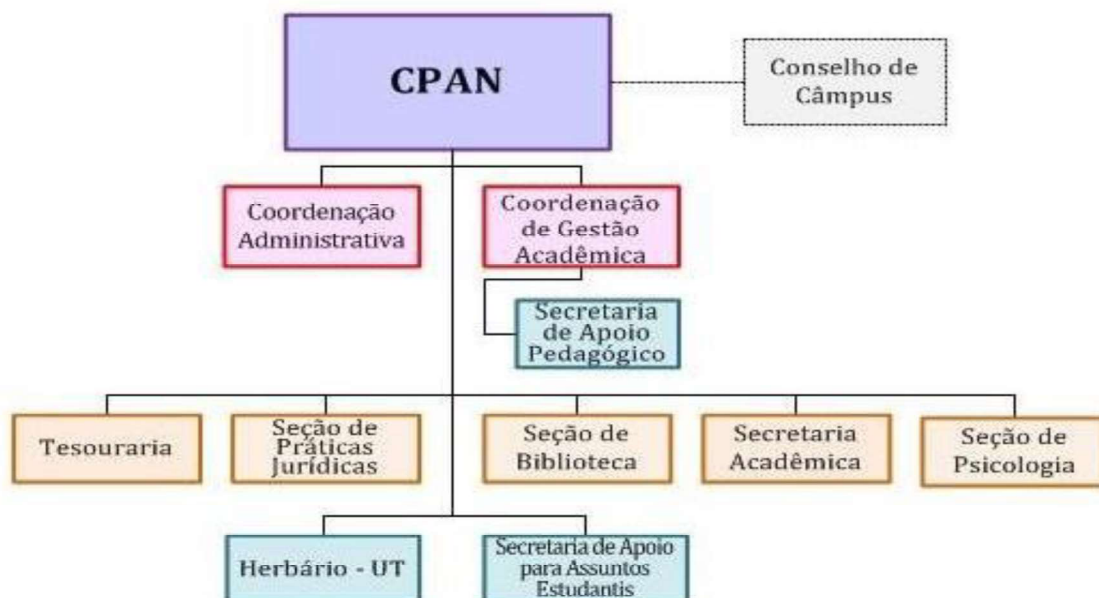 CPAN
Conselho de
Câmpus
Coordenação
Administrativa
Coordenação
de Gestão
Acadêmica
Secretaria
de Apoio
Pedagógico
Tesouraria
Seção de
Práticas
Jurídicas
Seção de
Biblioteca
Secretaria
Acadêmica
Seção de
Psicologia
Herbário - UT
Secretaria de Apoio
para Assuntos
Estudantis